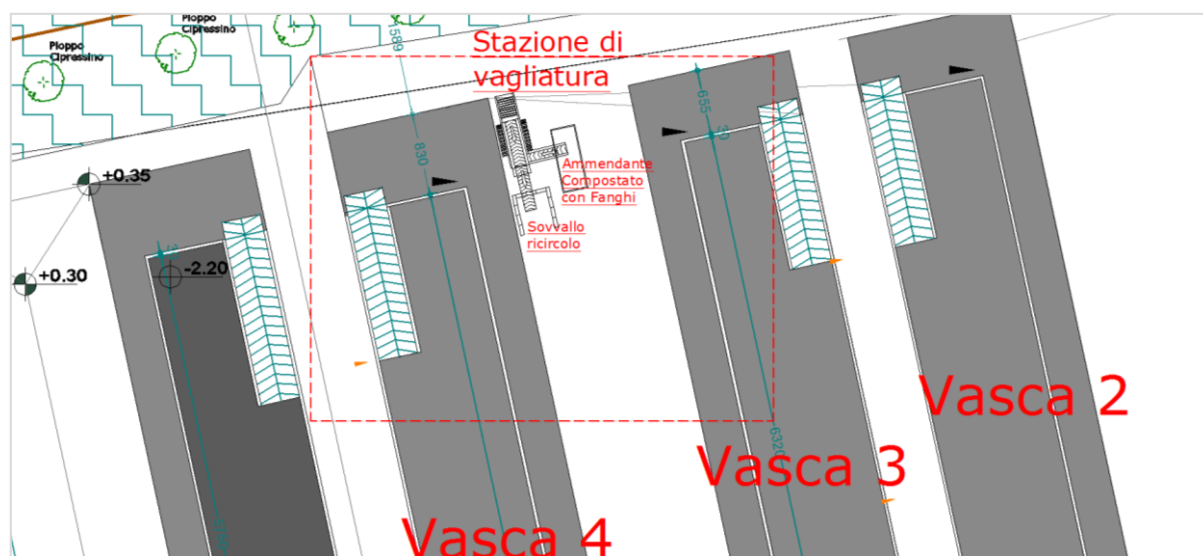 Pioppo
Cipressino
Pioppo
Cipressino
589
Stazione di
vagliatura
655
30
830
Ammendante
Compostato
con Fanghi
+0.35
Sovvallo
ricircolo
-2.20
+0.30
Vasca 2
6320
Vasca 3
Vasca 4